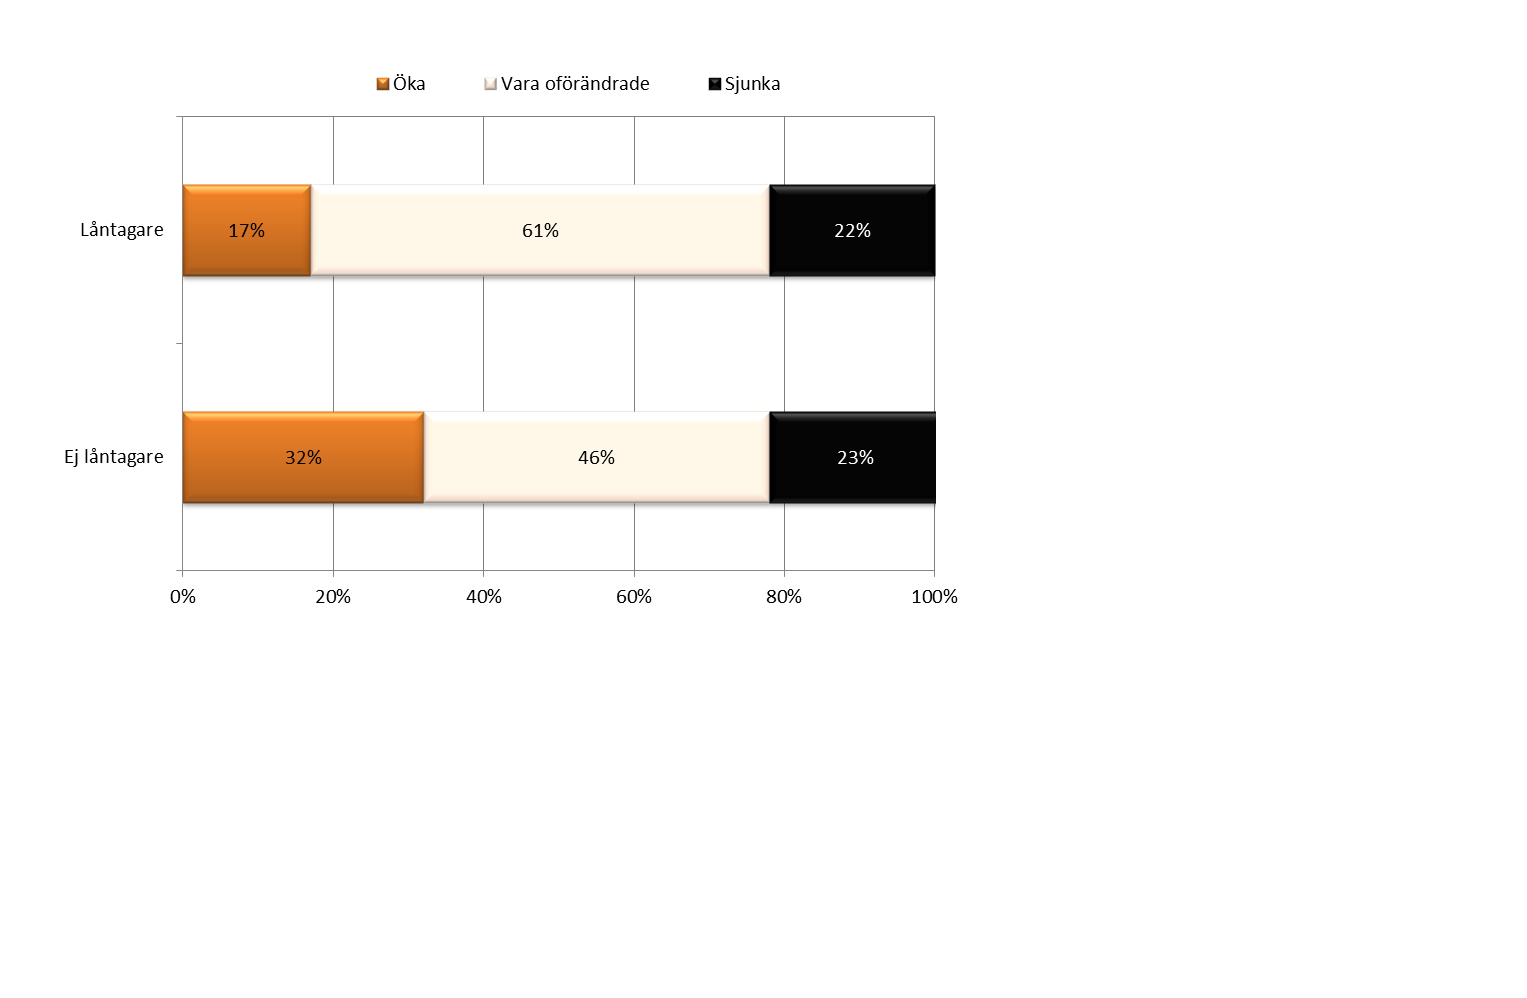 Öka Vara oförändrade Sjunka
Låntagare 17% 61% 22%
Ej låntagare 32% 46% 23%
0% 20% 40% 60% 80% 100%